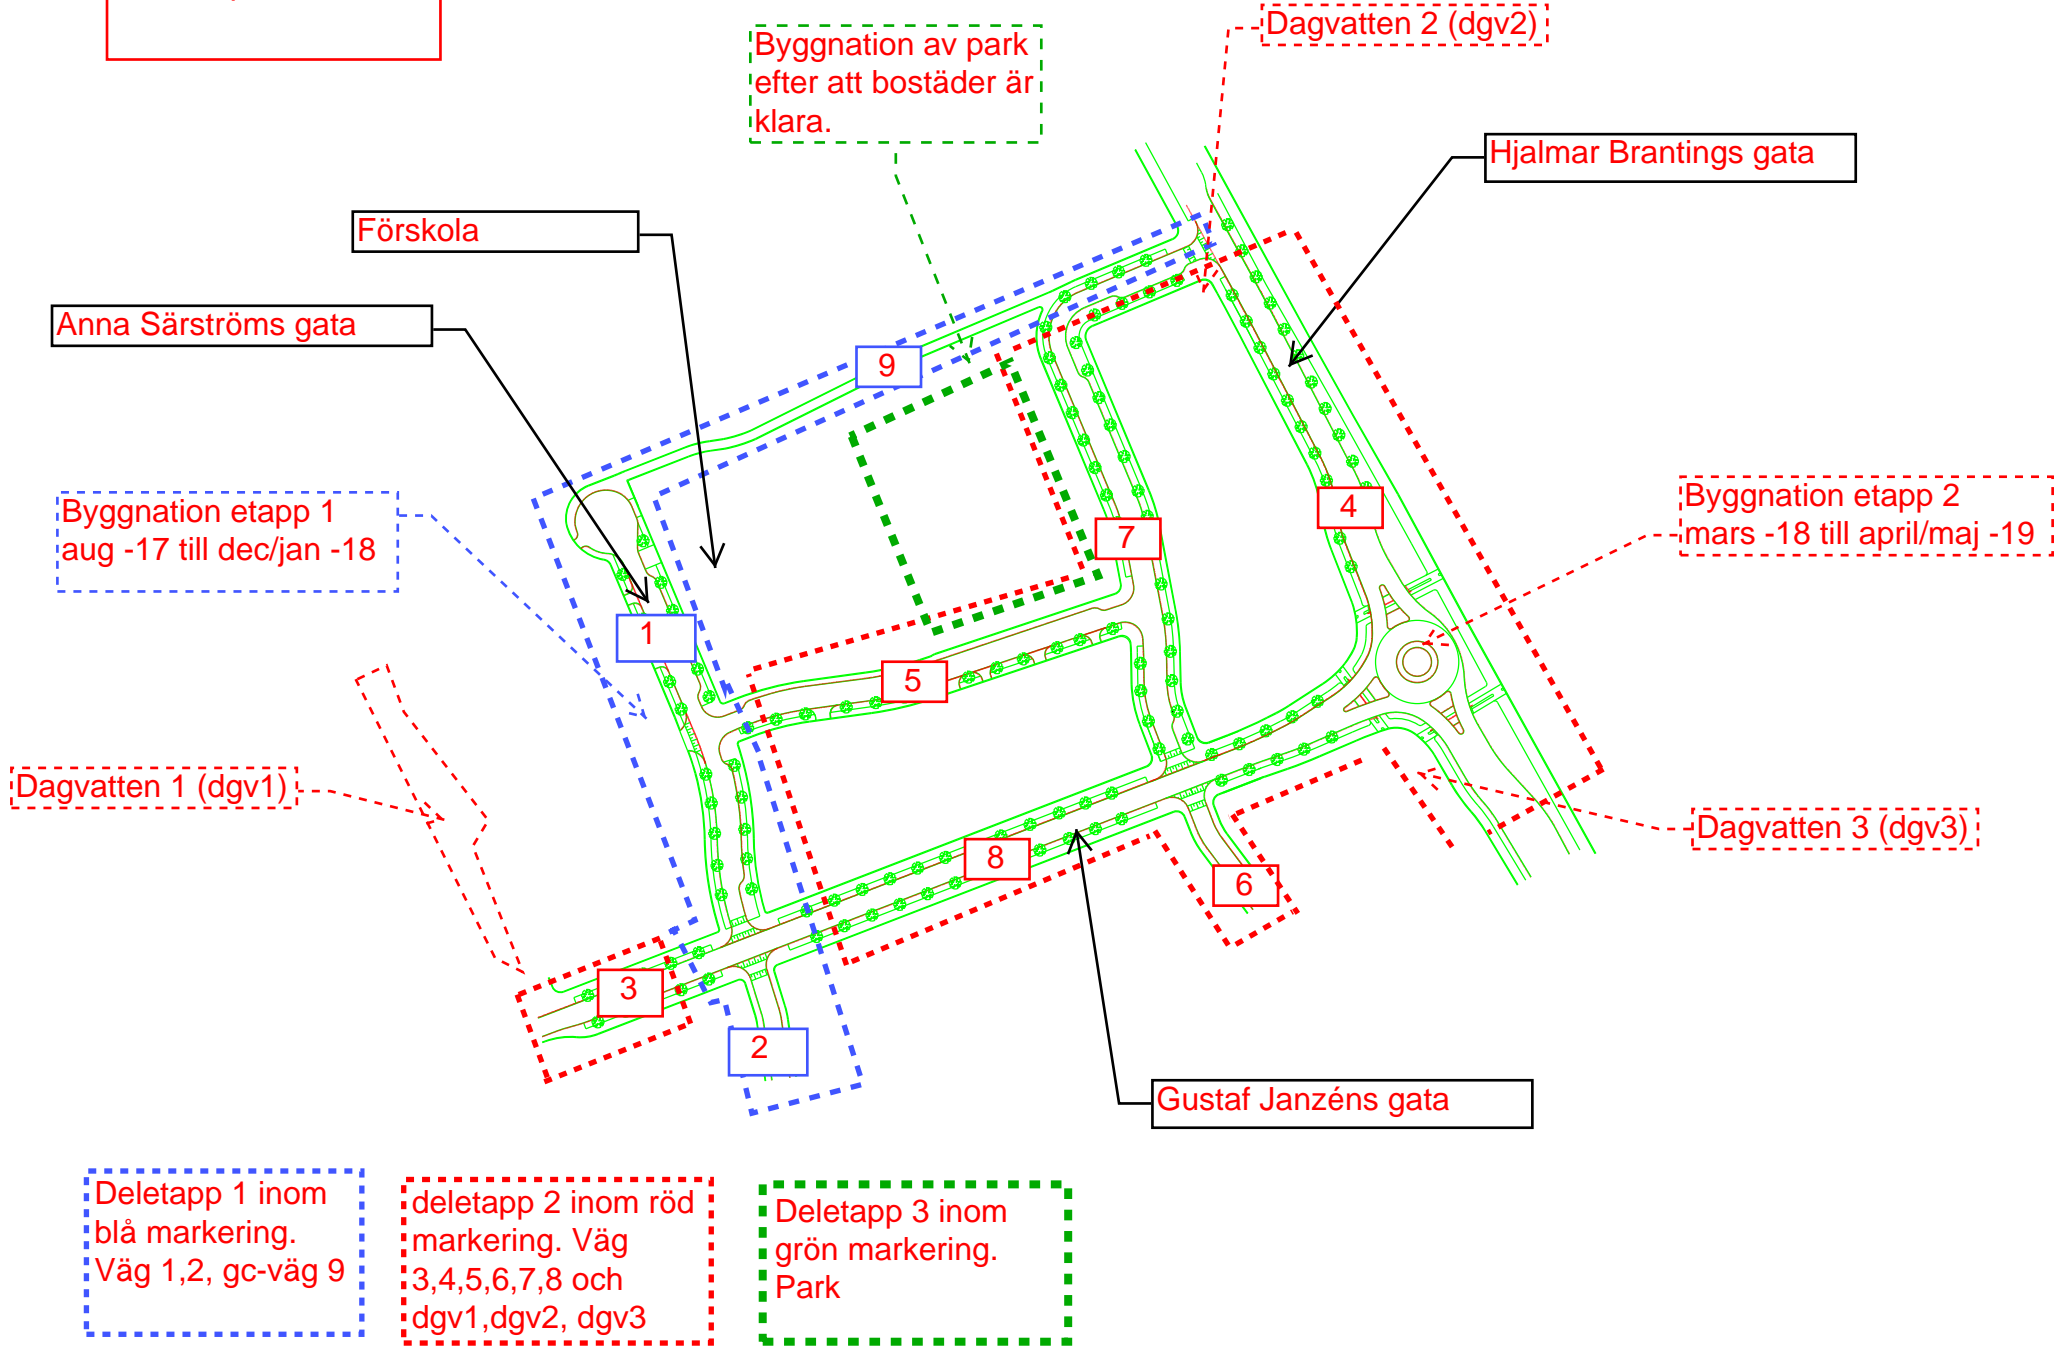 Dagvatten 2 (dgv2)
Byggnation av park
efter att bostäder är
klara.
Hjalmar Brantings gata
Förskola
Anna Särströms gata
9
Byggnation etapp 1
aug -17 till dec/jan -18
Byggnation etapp 2
mars -18 till april/maj -19
4
7
1
5
Dagvatten 1 (dgv1)
Dagvatten 3 (dgv3)
8
6
3
2
Gustaf Janzéns gata
Deletapp 1 inom
blå markering.
Väg 1,2, gc-väg 9
deletapp 2 inom röd
markering. Väg
3,4,5,6,7,8 och
dgv1,dgv2, dgv3
Deletapp 3 inom
grön markering.
Park